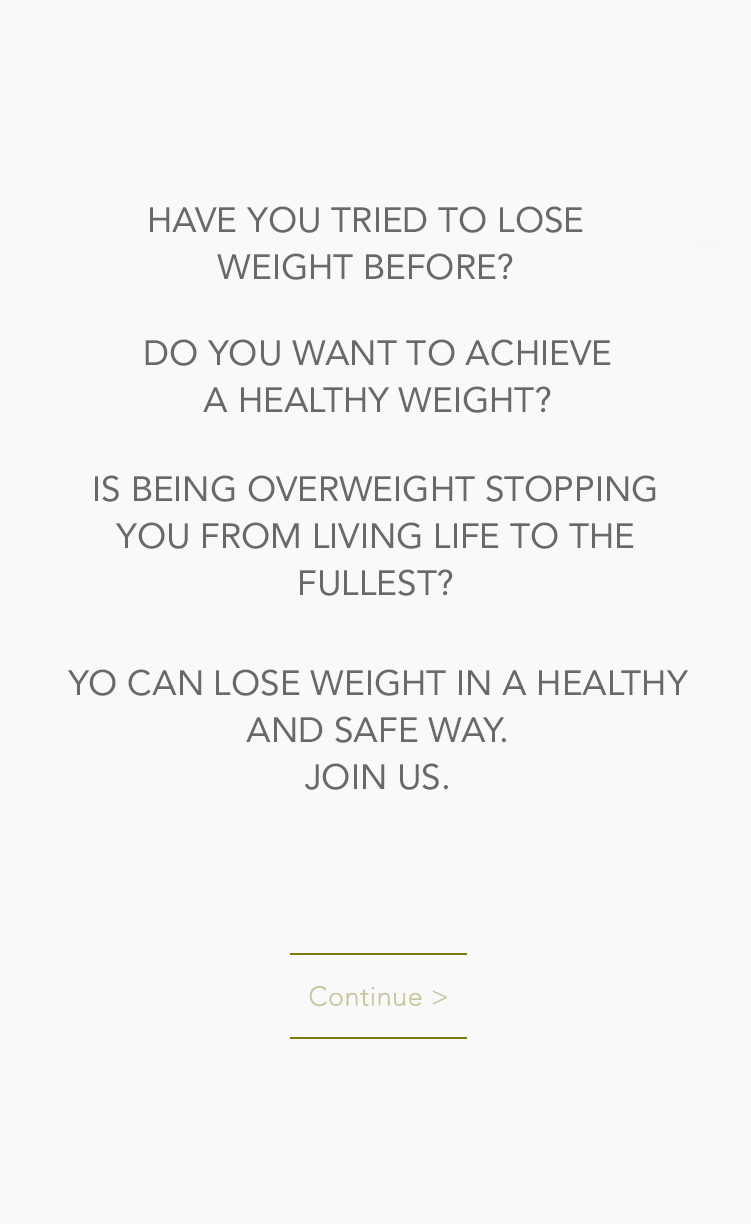 HAVE YOU TRIED TO LOSE
WEIGHT BEFORE?
DO YOU WANT TO ACHIEVE
A HEALTHY WEIGHT?
IS BEING OVERWEIGHT STOPPING
YOU FROM LIVING LIFE TO THE
FULLEST?
YO CAN LOSE WEIGHT IN A HEALTHY
AND SAFE WAY.
JOIN US.
Continue >